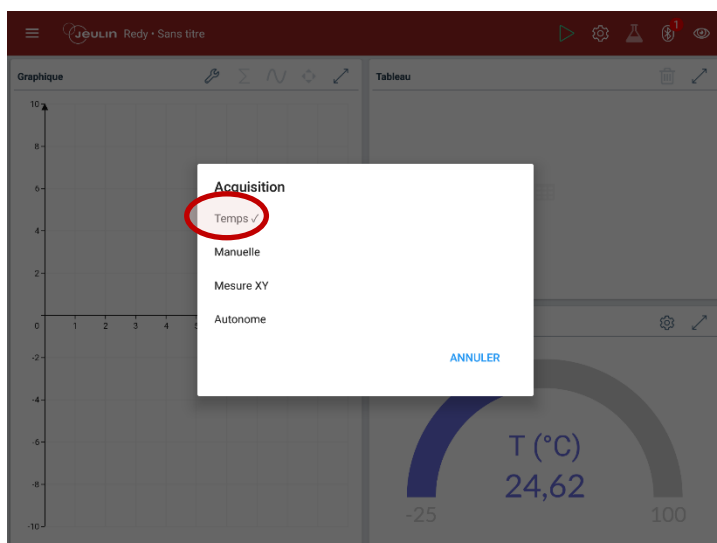 Jeulin Redy • Sans titre
1
Graphique
Tableau
10
8
6
4
2
0 1 2 3 4
-2
-4
-6
-8
-10
Acquisition
Temps ✓
Manuelle
Mesure XY
Autonome
ANNULER
T (°C)
24,62
-25 100